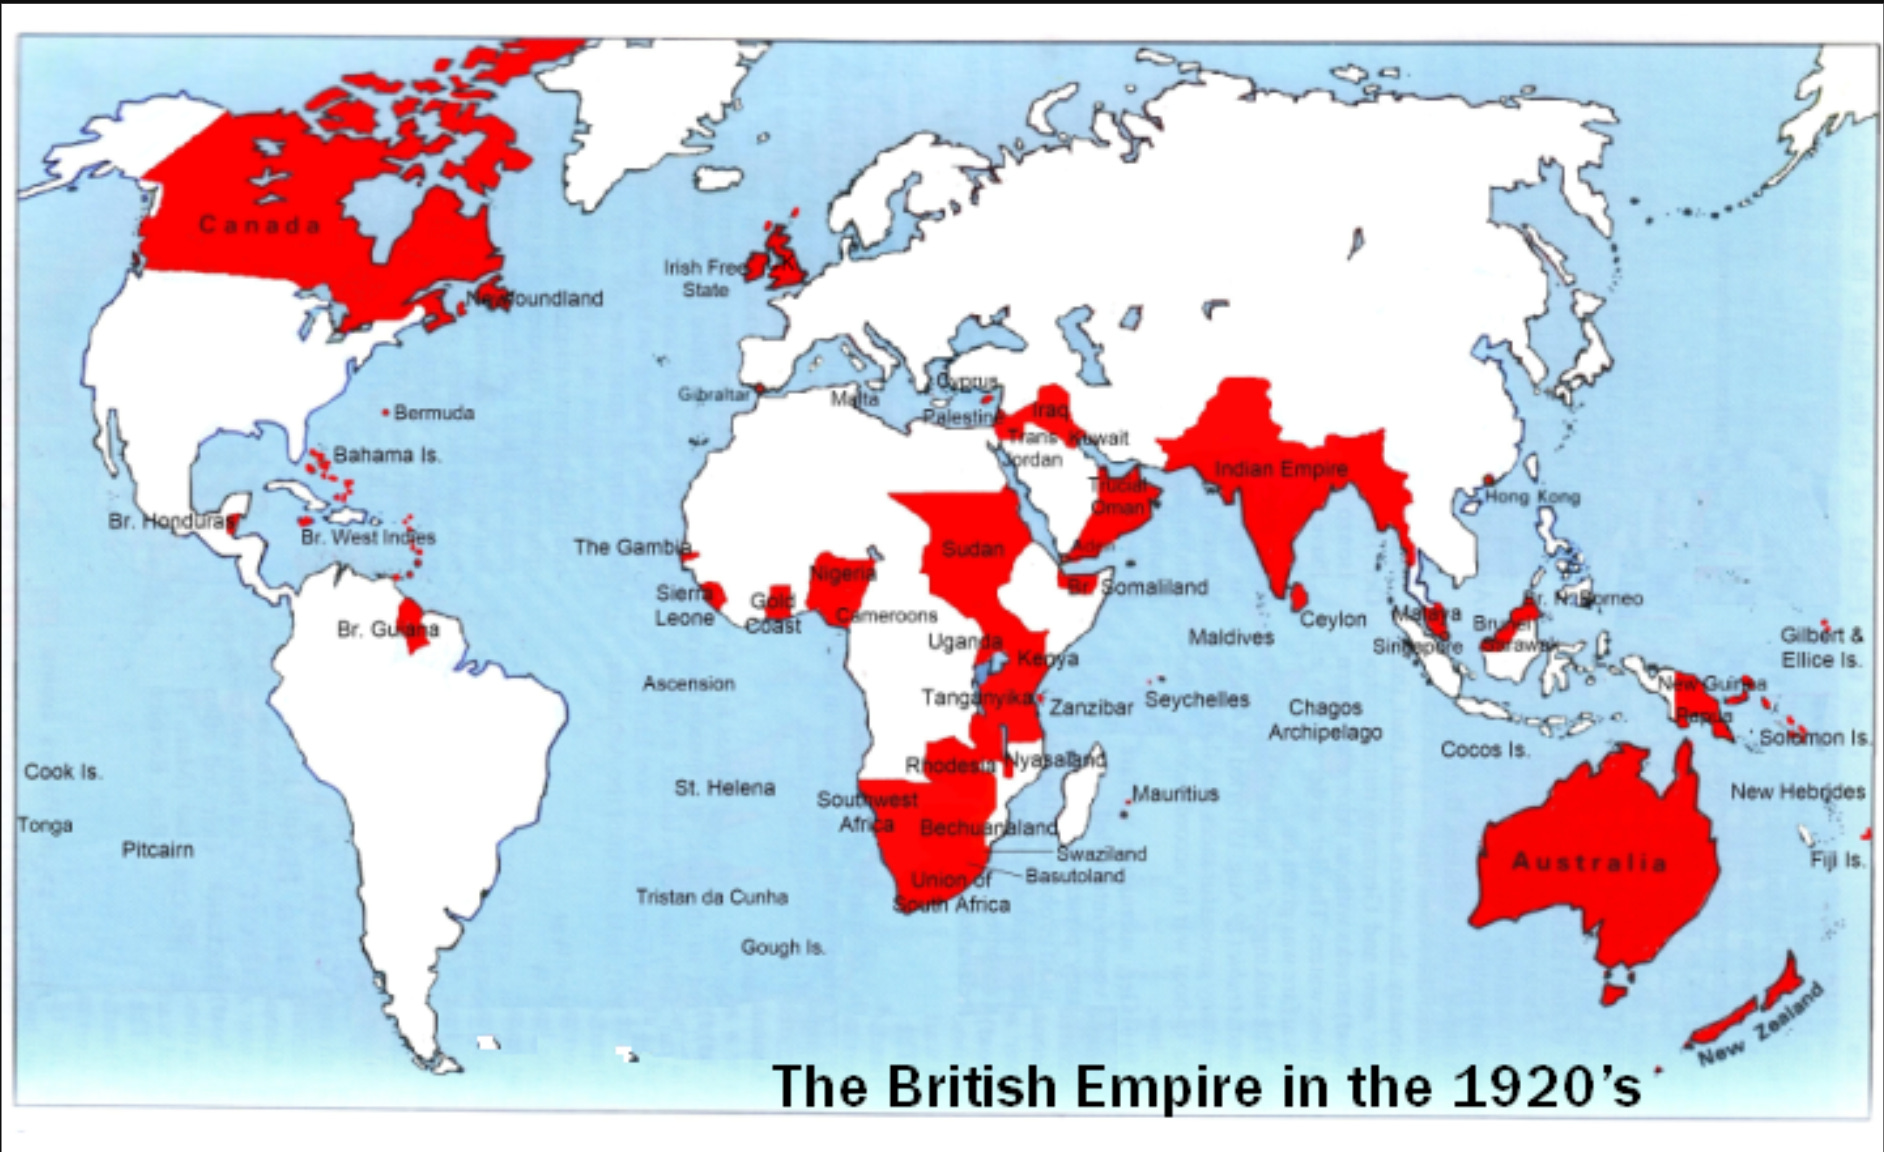 Canada
Newfoundland
Irish Free
State
UK
Bermuda
Bahama Is.
Br. Honduras
Br. West Indies
Br. Guiana
Gibraltar
Malta
Cyprus
Palestine
Iraq
Trans
Jordan
Kuwait
Trucial
Oman
Aden
Indian Empire
Hong Kong
The Gambia
Sierra
Leone
Gold
Coast
Nigeria
Cameroons
Sudan
Br. Somaliland
Uganda
Kenya
Tanganyika
Zanzibar
Seychelles
Maldives
Ceylon
Malaya
Singapore
Brunei
Sarawak
Br. N. Borneo
Gilbert &
Ellice Is.
New Guinea
Papua
Solomon Is.
Ascension
Chagos
Archipelago
Cocos Is.
Cook Is.
Tonga
Pitcairn
St. Helena
Rhodesia
Nyasaland
Southwest
Africa
Bechuanaland
Mauritius
Swaziland
Basutoland
Union of
South Africa
Tristan da Cunha
Gough Is.
New Hebrides
Fiji Is.
Australia
New Zealand
The British Empire in the 1920's